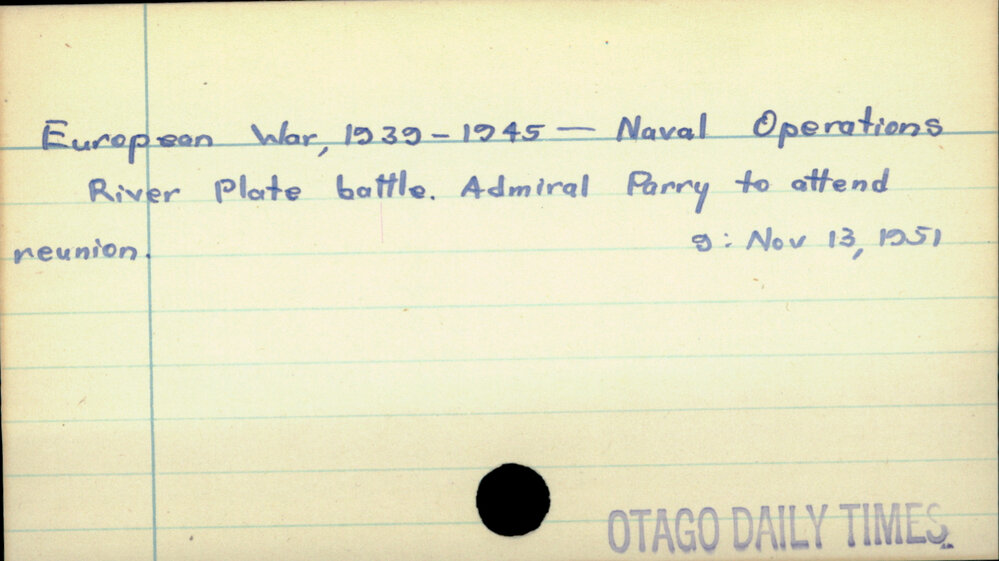 European War, 1939-1945 — Naval Operations
River Plate battle. Admiral Parry to attend
reunion. 9: Nov 13, 1951
OTAGO DAILY TIMES.